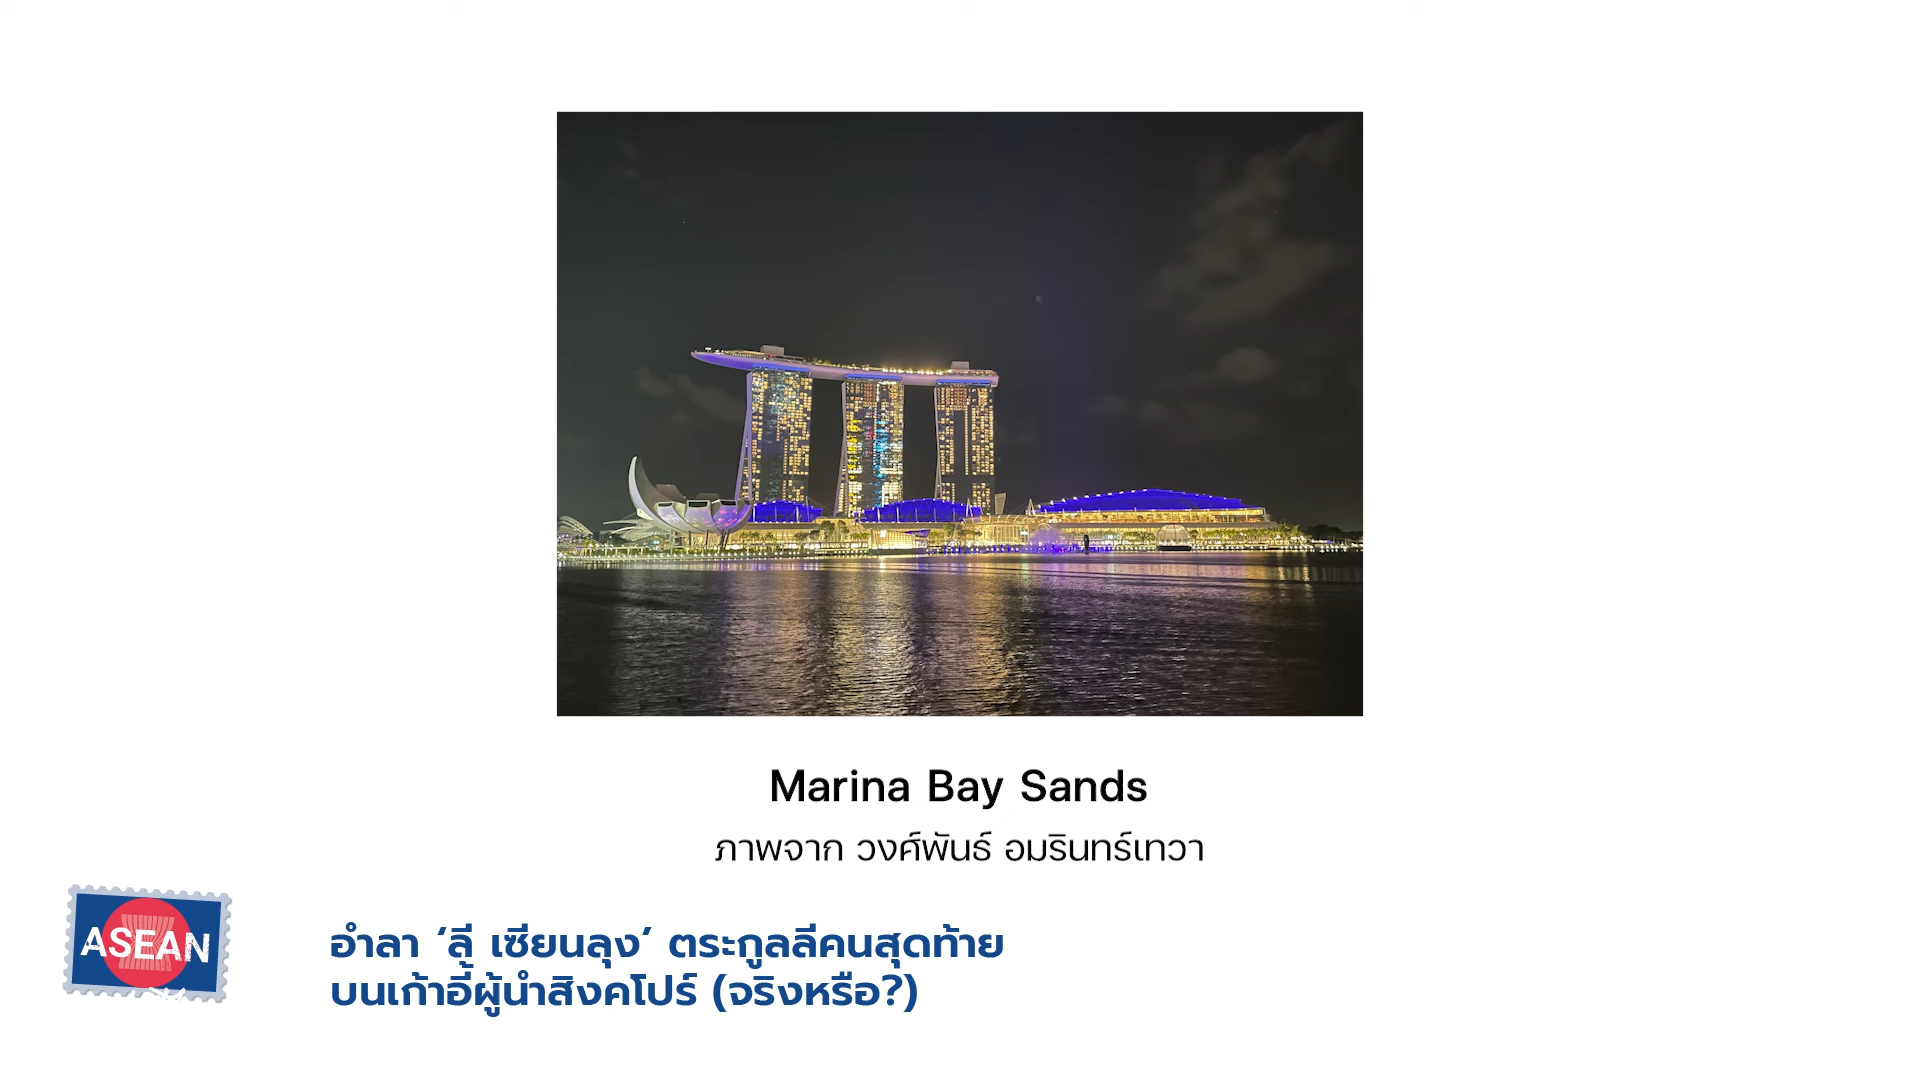 Marina Bay Sands
ภาพจาก วงศ์พันธ์ อมรินทร์เทวา
ASEAN
อำลา ‘ลี เซียนลุง’ ตระกูลลีคนสุดท้าย
บนเก้าอี้ผู้นำสิงคโปร์ (จริงหรือ?)